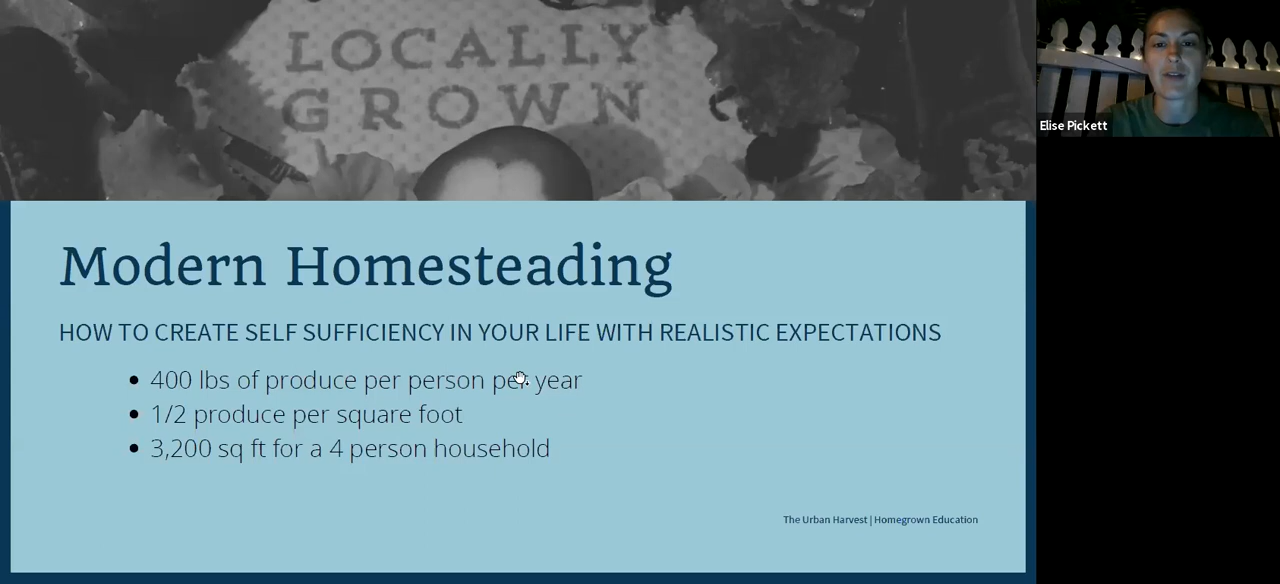 LOCALLY
GROWN
Elise Pickett
Modern Homesteading
HOW TO CREATE SELF SUFFICIENCY IN YOUR LIFE WITH REALISTIC EXPECTATIONS
• 400 lbs of produce per person per year
• 1/2 produce per square foot
• 3,200 sq ft for a 4 person household
The Urban Harvest | Homegrown Education